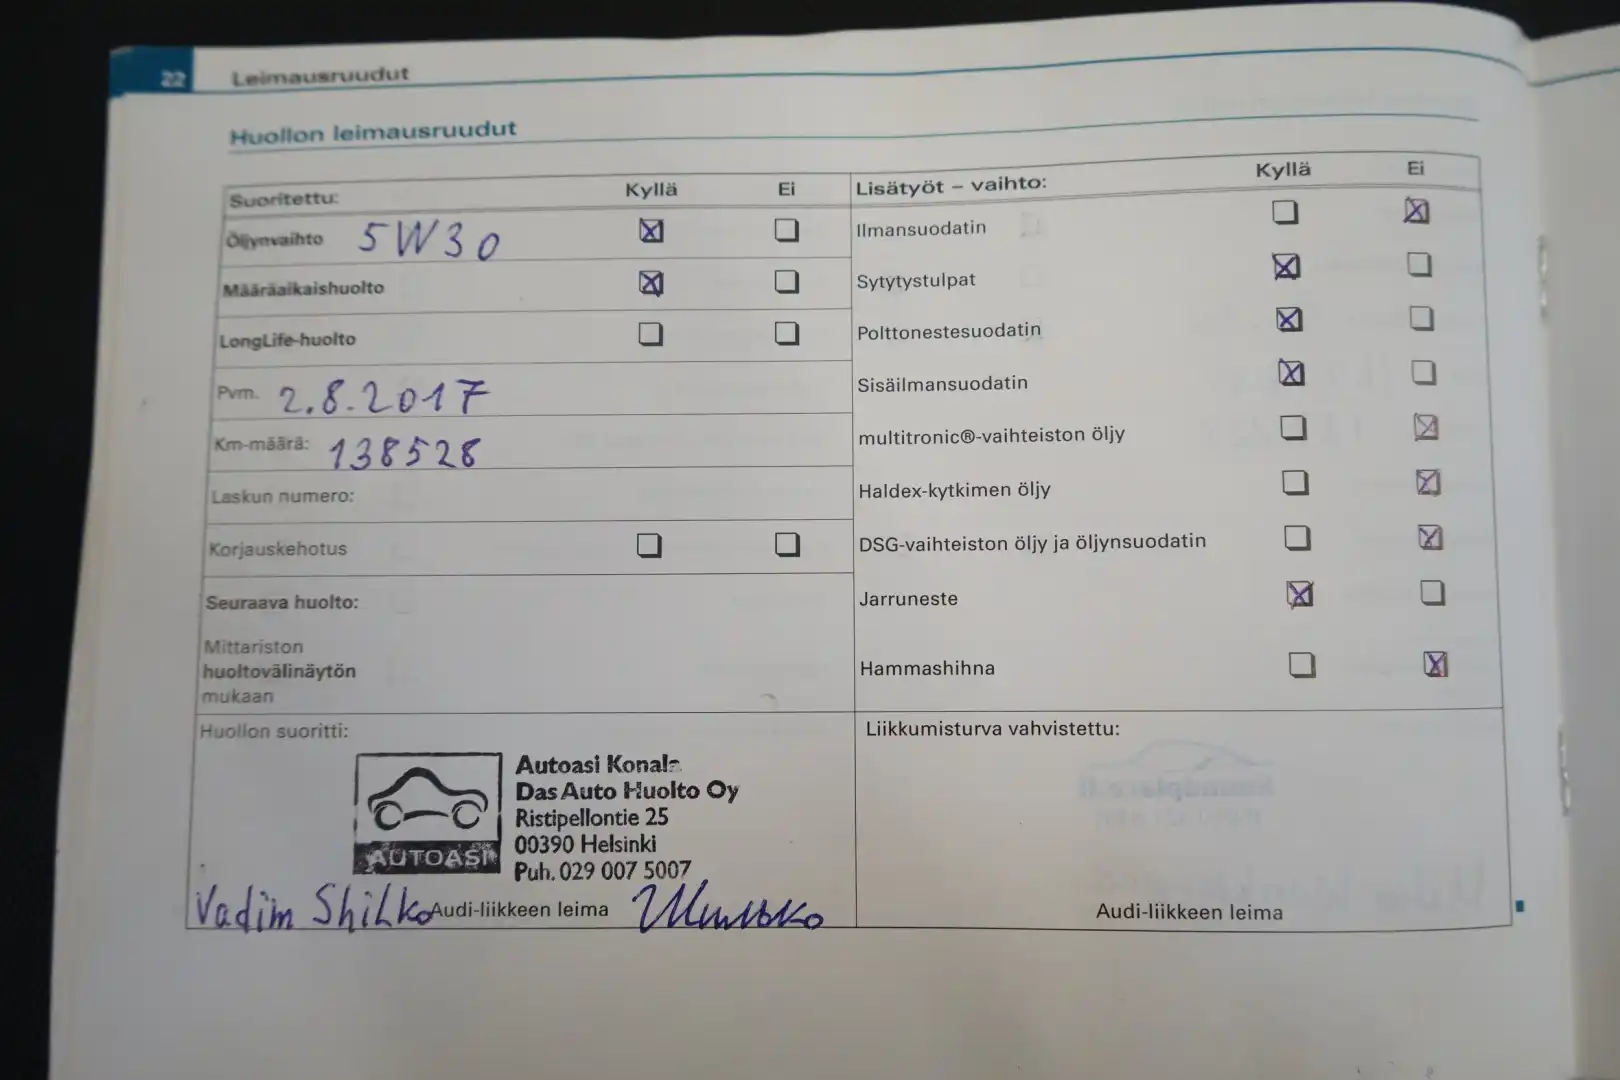 22 Leimausruudut
Huollon leimausruudut
Suoritettu: Kyllä Ei
Öljynvaihto 5W30
Määräaikaishuolto
LongLife-huolto
Pvm. 2.8.2017
Km-määrä: 138528
Laskun numero:
Korjauskehotus
Seuraava huolto:
Mittariston
huoltovälinäytön
mukaan
Huollon suoritti:
AUTOASI
Autoasi
Das Auto Huolto Oy
Ristipellontie 25
00390 Helsinki
Puh. 029 007 5007
Vadim Shilko Audi-liikkeen leima Шилько
Lisätyöt – vaihto: Kyllä Ei
Ilmansuodatin
Sytytystulpat
Polttonestesuodatin
Sisäilmansuodatin
multitronic®-vaihteiston öljy
Haldex-kytkimen öljy
DSG-vaihteiston öljy ja öljynsuodatin
Jarruneste
Hammashihna
Liikkumisturva vahvistettu:
Audi-liikkeen leima